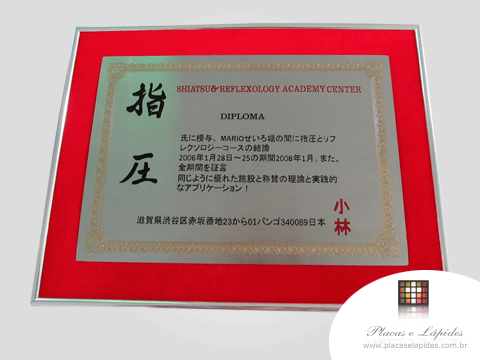 指圧
SHIATSU & REFLEXOLOGY ACADEMY CENTER
DIPLOMA
氏に授与。MARIOせいろ堀の間に指圧とリフ
レクソロジーコースの結論
2006年1月28日～25の期間2008年1月。また、
全期間を証言
同じように優れた施設と称賛の理論と実践的
なアプリケーション！
滋賀県渋谷区赤坂番地23から01バンゴ340089日本
小林
Placas e Lápides
www.placaselapides.com.br